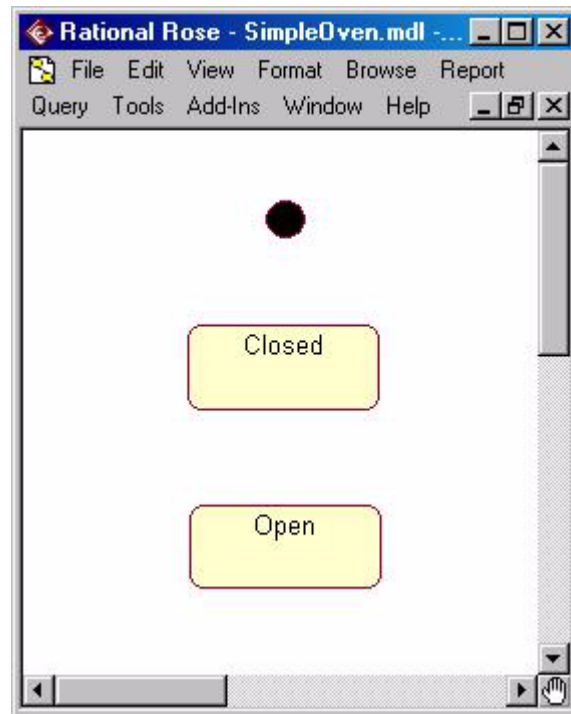 Rational Rose - SimpleOven.mdl -...
File Edit View Format Browse Report
Query Tools Add-Ins Window Help
Closed
Open